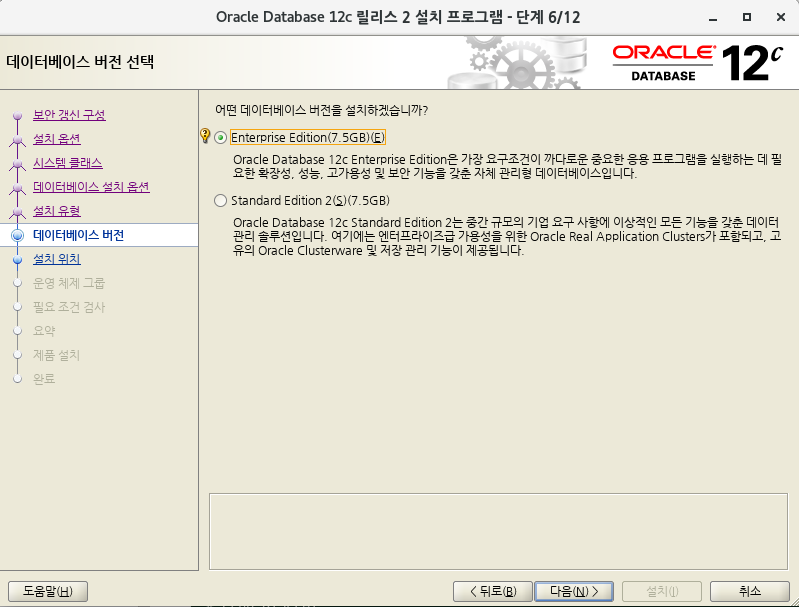 Oracle Database 12c 릴리스 2 설치 프로그램 - 단계 6/12
데이터베이스 버전 선택
ORACLE
DATABASE
12c
보안 갱신 구성
설치 옵션
시스템 클래스
데이터베이스 설치 옵션
설치 유형
데이터베이스 버전
설치 위치
운영 체제 그룹
필요 조건 검사
요약
제품 설치
완료
어떤 데이터베이스 버전을 설치하겠습니까?
Enterprise Edition(7.5GB)(E)
Oracle Database 12c Enterprise Edition은 가장 요구조건이 까다로운 중요한 응용 프로그램을 실행하는 데 필
요한 확장성, 성능, 고가용성 및 보안 기능을 갖춘 자체 관리형 데이터베이스입니다.
Standard Edition 2(S)(7.5GB)
Oracle Database 12c Standard Edition 2는 중간 규모의 기업 요구 사항에 이상적인 모든 기능을 갖춘 데이터
관리 솔루션입니다. 여기에는 엔터프라이즈급 가용성을 위한 Oracle Real Application Clusters가 포함되고, 고
유의 Oracle Clusterware 및 저장 관리 기능이 제공됩니다.
도움말(H)
< 뒤로(B)
다음(N) >
설치(I)
취소